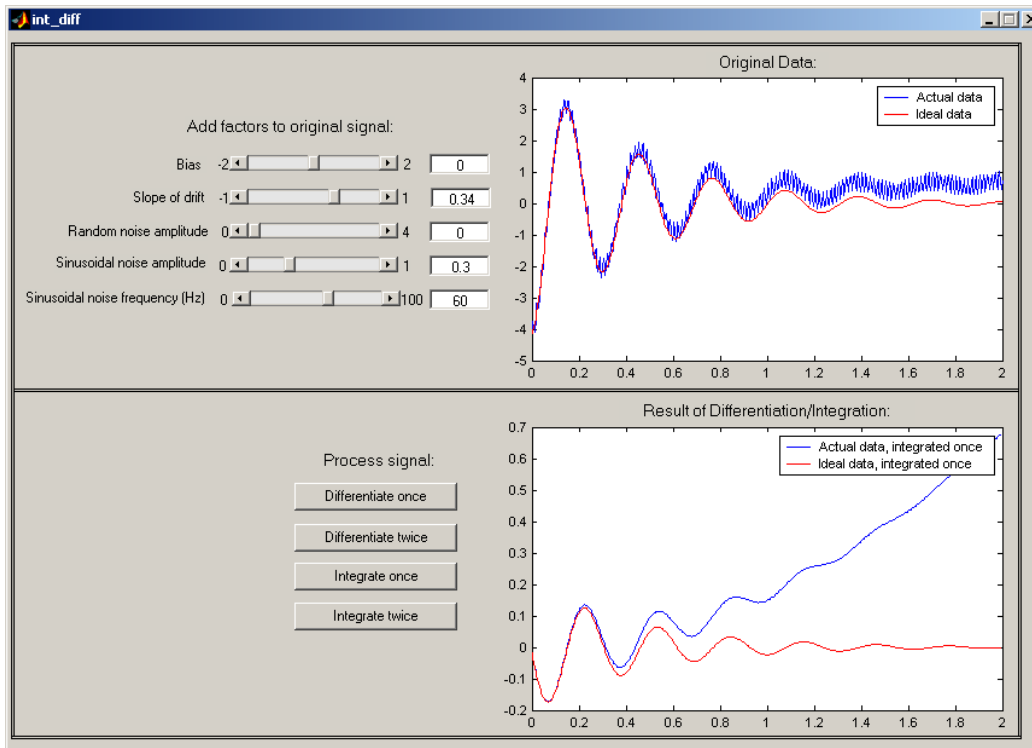 int_diff
Add factors to original signal:
Bias -2 2 0
Slope of drift -1 1 0.34
Random noise amplitude 0 4 0
Sinusoidal noise amplitude 0 1 0.3
Sinusoidal noise frequency (Hz) 0 100 60
Original Data:
Actual data
Ideal data
4
3
2
1
0
-1
-2
-3
-4
-5
0 0.2 0.4 0.6 0.8 1 1.2 1.4 1.6 1.8 2
Process signal:
Differentiate once
Differentiate twice
Integrate once
Integrate twice
Result of Differentiation/Integration:
Actual data, integrated once
Ideal data, integrated once
0.7
0.6
0.5
0.4
0.3
0.2
0.1
0
-0.1
-0.2
0 0.2 0.4 0.6 0.8 1 1.2 1.4 1.6 1.8 2